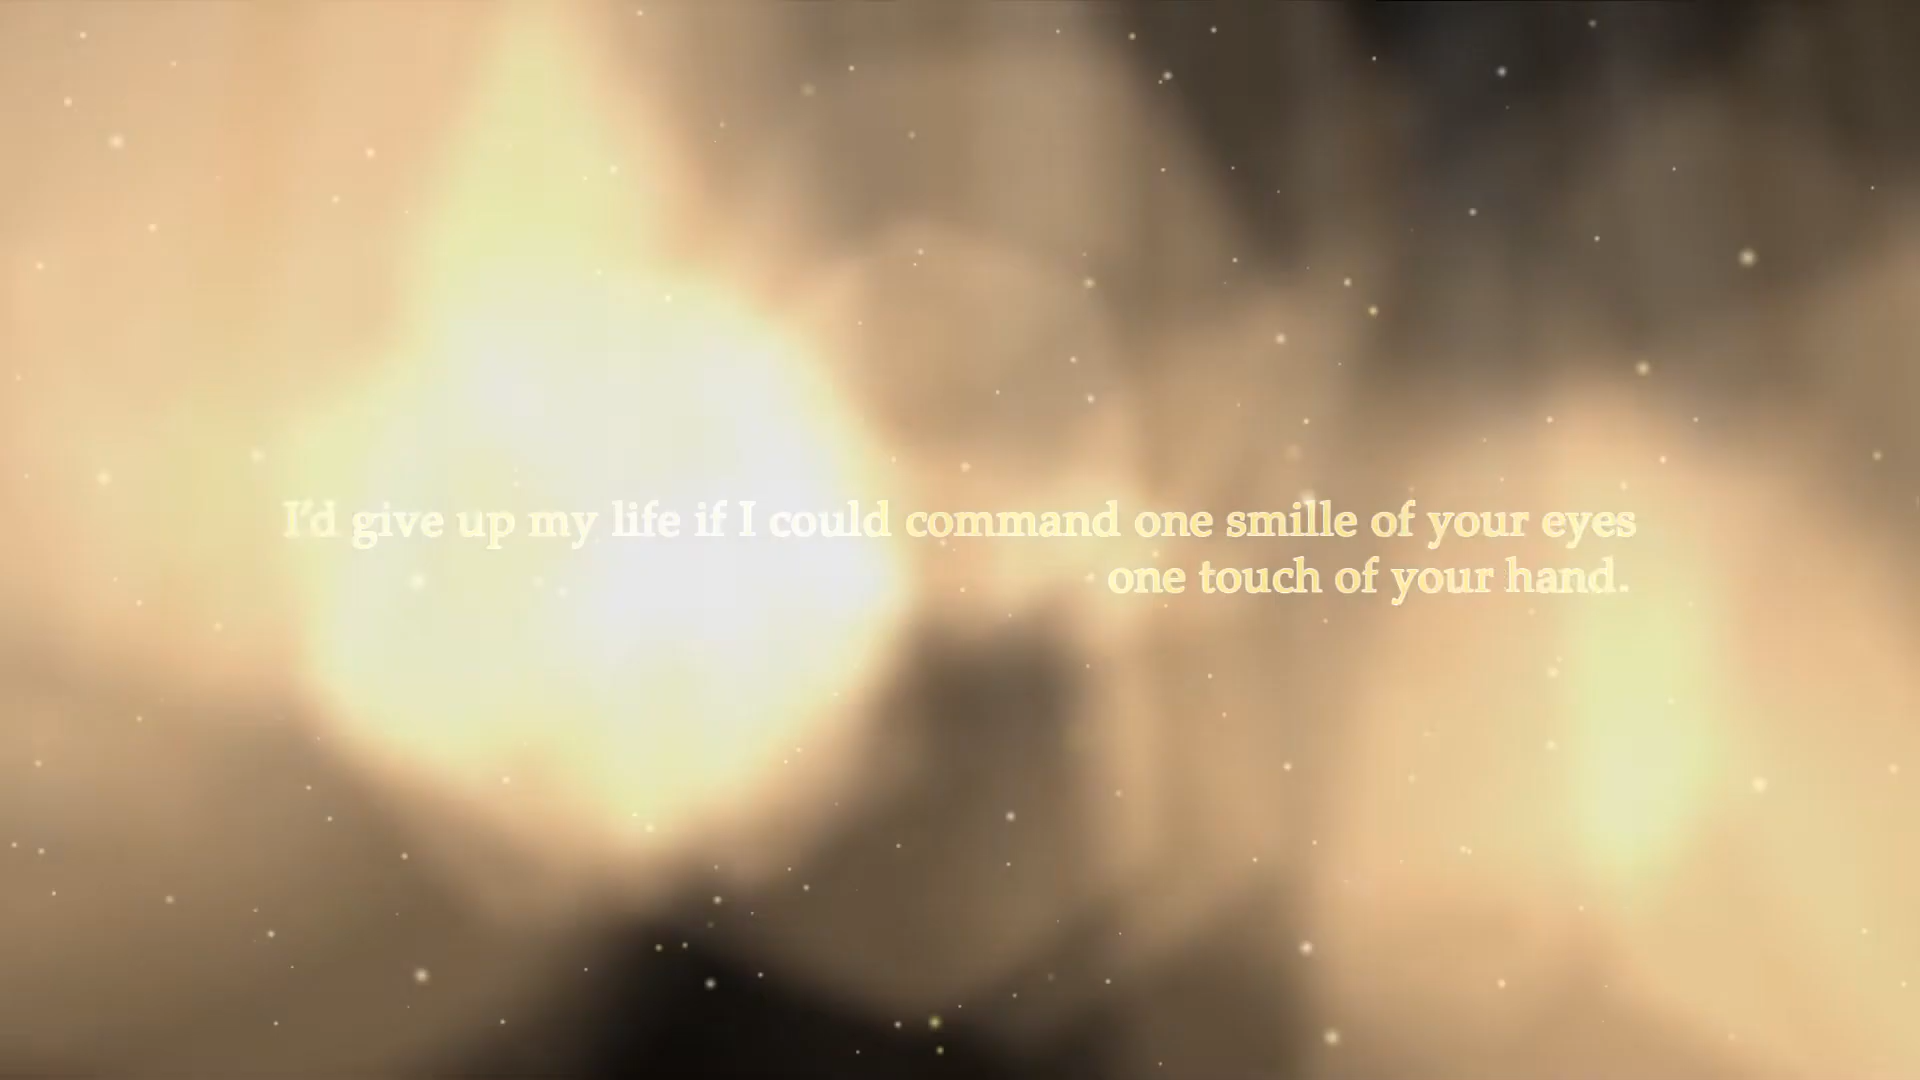 I'd give up my life if I could command one smille of your eyes
one touch of your hand.